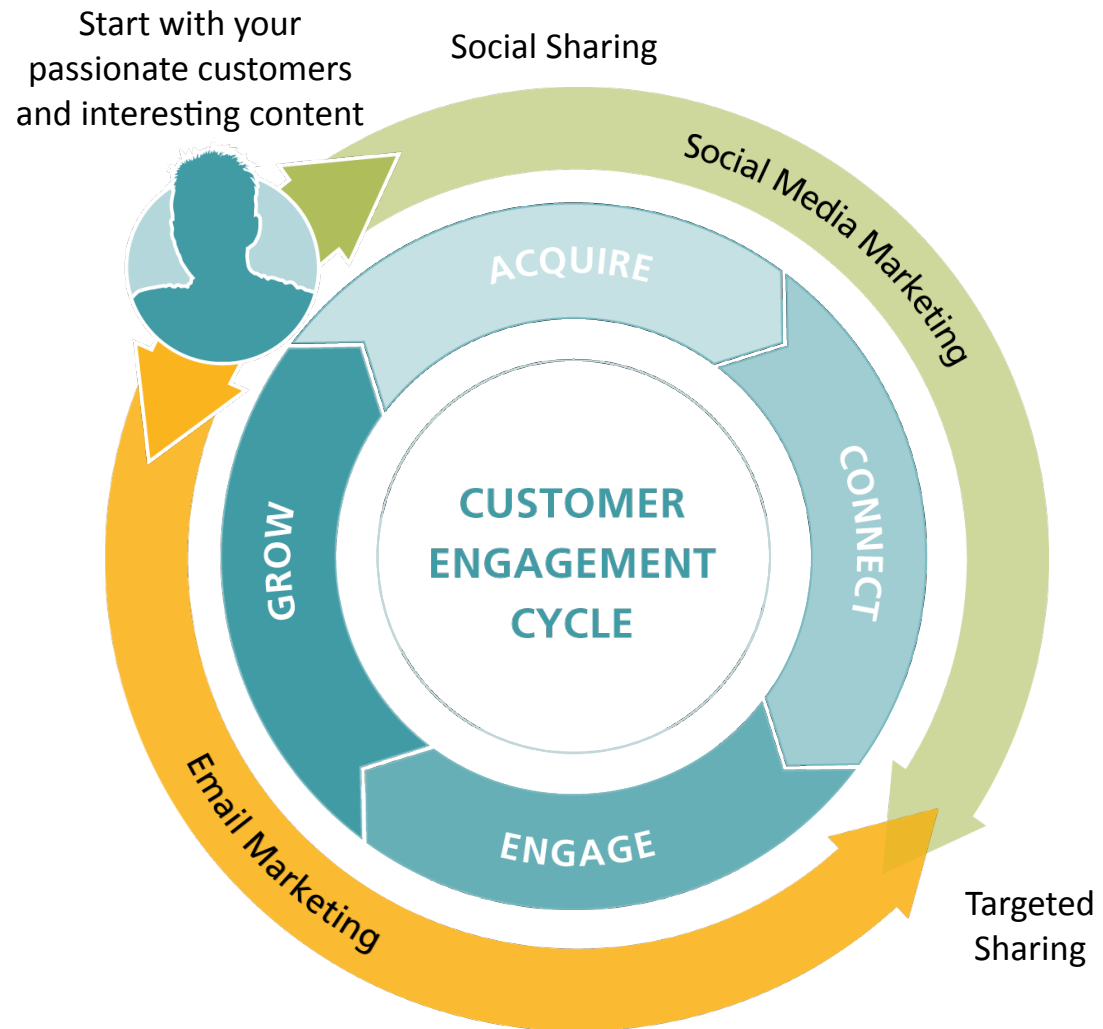 Start with your
passionate customers
and interesting content
Social Sharing
Social Media Marketing
ACQUIRE
CONNECT
CUSTOMER
ENGAGEMENT
CYCLE
GROW
ENGAGE
Email Marketing
Targeted
Sharing